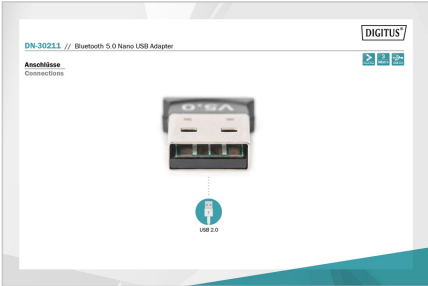 DIGITUS®
DN-30211 // Bluetooth 5.0 Nano USB Adapter
Anschlüsse
Connections
V5.0
USB 2.0